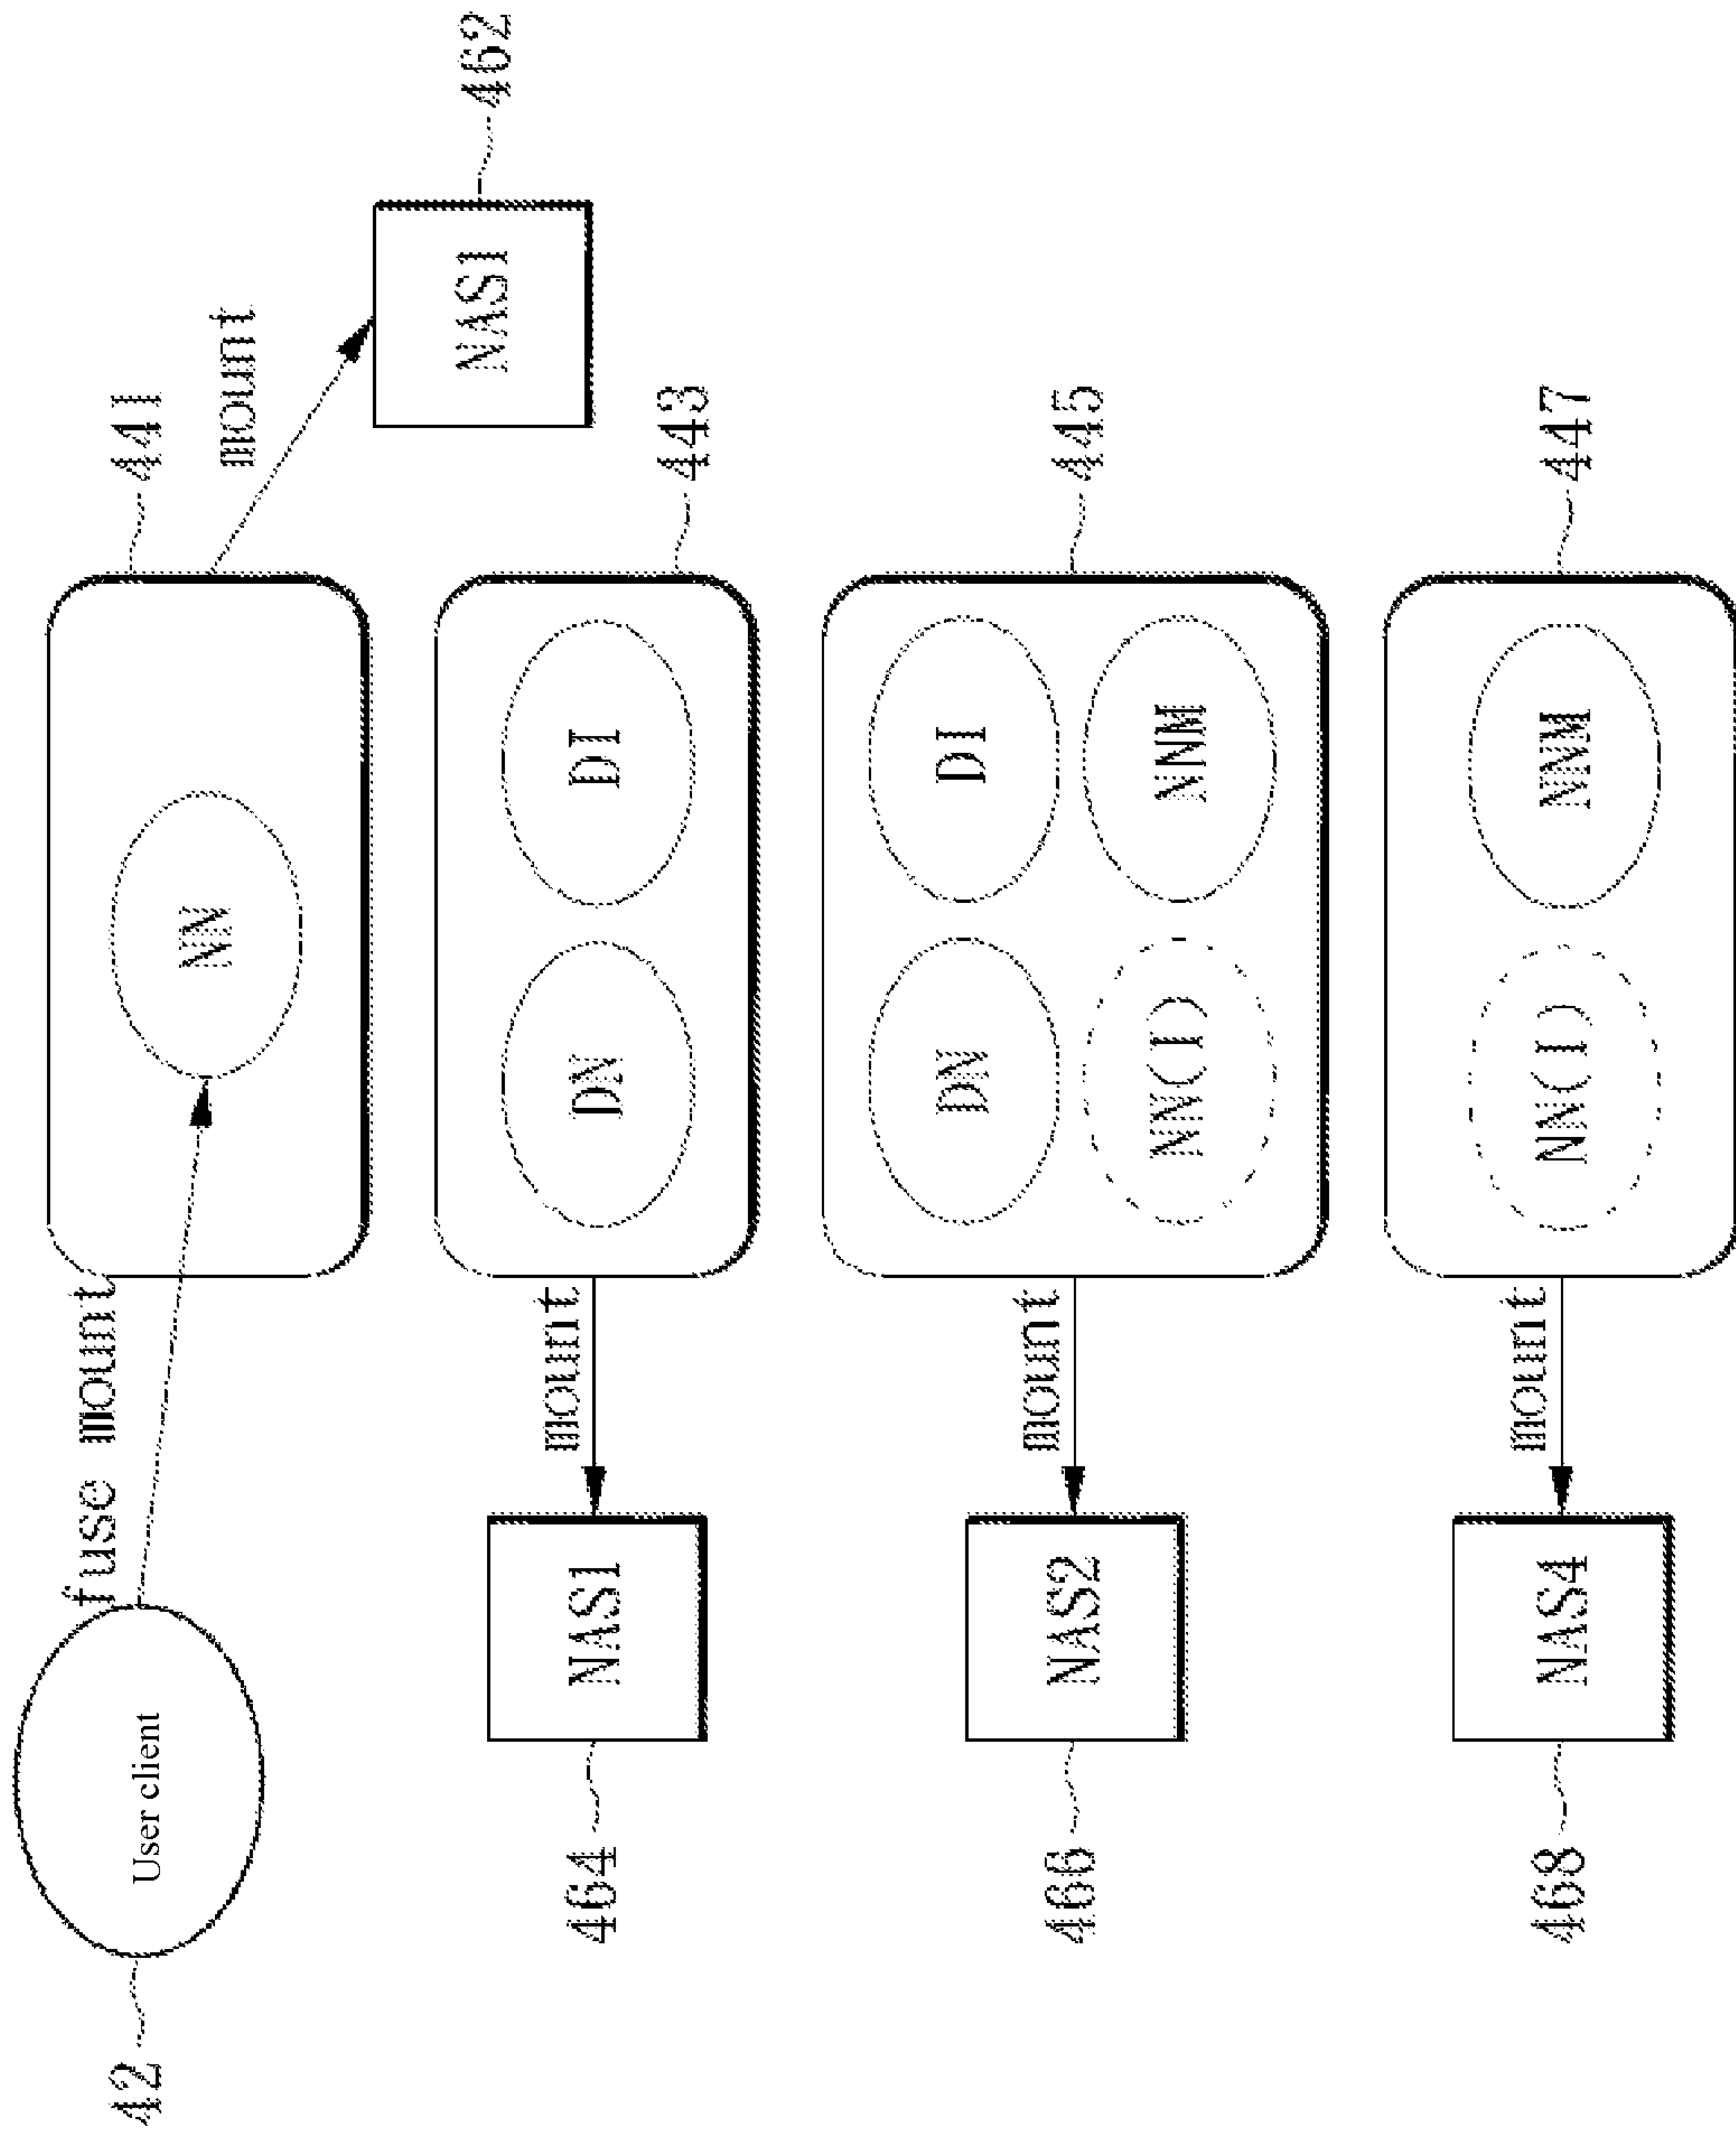 42
User client
fuse mount
NN
441
mount
NAS1
462
464
NAS1
mount
DN
DI
443
466
NAS2
mount
DN
DI
NN(I)
NNM
445
468
NAS4
mount
NN(I)
NNM
447